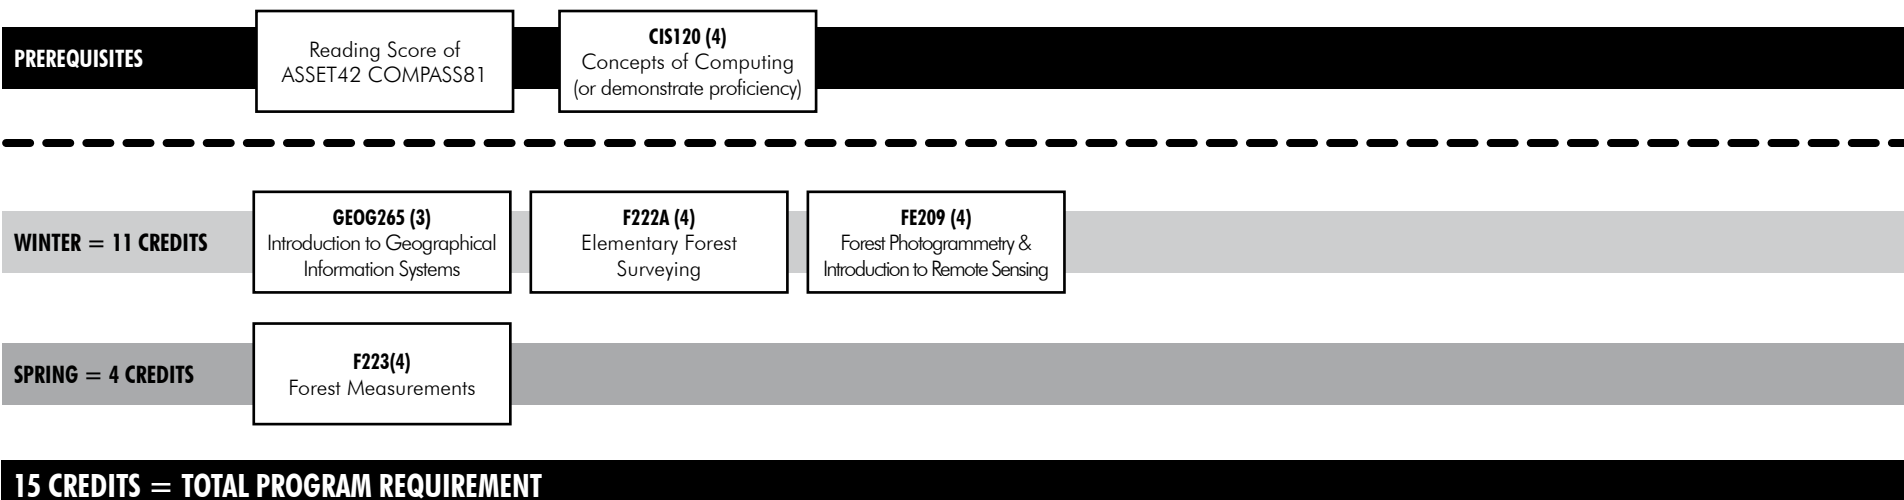 PREREQUISITES
Reading Score of
ASSET42 COMPASS81
CIS120 (4)
Concepts of Computing
(or demonstrate proficiency)
WINTER = 11 CREDITS
GEOG265 (3)
Introduction to Geographical
Information Systems
F222A (4)
Elementary Forest
Surveying
FE209 (4)
Forest Photogrammetry &
Introduction to Remote Sensing
SPRING = 4 CREDITS
F223(4)
Forest Measurements
15 CREDITS = TOTAL PROGRAM REQUIREMENT